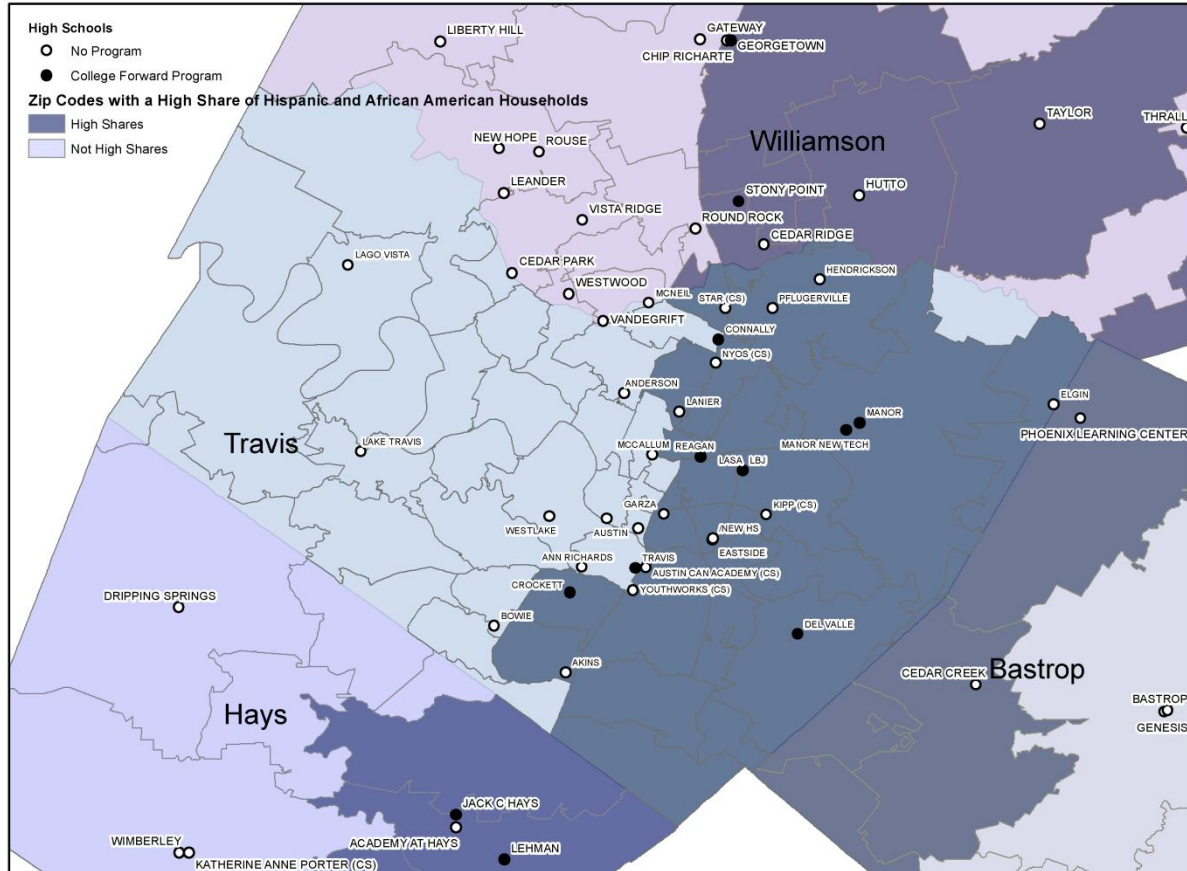 High Schools
No Program
College Forward Program
Zip Codes with a High Share of Hispanic and African American Households
High Shares
Not High Shares
LIBERTY HILL
GATEWAY
GEORGETOWN
CHIP RICHARTE
TAYLOR
THRALL
Williamson
NEW HOPE
ROUSE
LEANDER
STONY POINT
HUTTO
VISTA RIDGE
ROUND ROCK
CEDAR RIDGE
LAGO VISTA
CEDAR PARK
HENDRICKSON
WESTWOOD
MCNEIL
STAR (CS)
PFLUGERVILLE
VANDEGRIFT
CONNALLY
NYOS (CS)
ANDERSON
LANIER
ELGIN
MANOR
PHOENIX LEARNING CENTER
Travis
LAKE TRAVIS
MCCALLUM
REAGAN
MANOR NEW TECH
LASA
LBJ
GARZA
KIPP (CS)
WESTLAKE
AUSTIN
NEW HS
EASTSIDE
ANN RICHARDS
TRAVIS
AUSTIN CAN ACADEMY (CS)
CROCKETT
YOUTHWORKS (CS)
DRIPPING SPRINGS
BOWIE
DEL VALLE
AKINS
CEDAR CREEK
Bastrop
BASTROP
GENESIS
Hays
JACK C HAYS
ACADEMY AT HAYS
WIMBERLEY
LEHMAN
KATHERINE ANNE PORTER (CS)